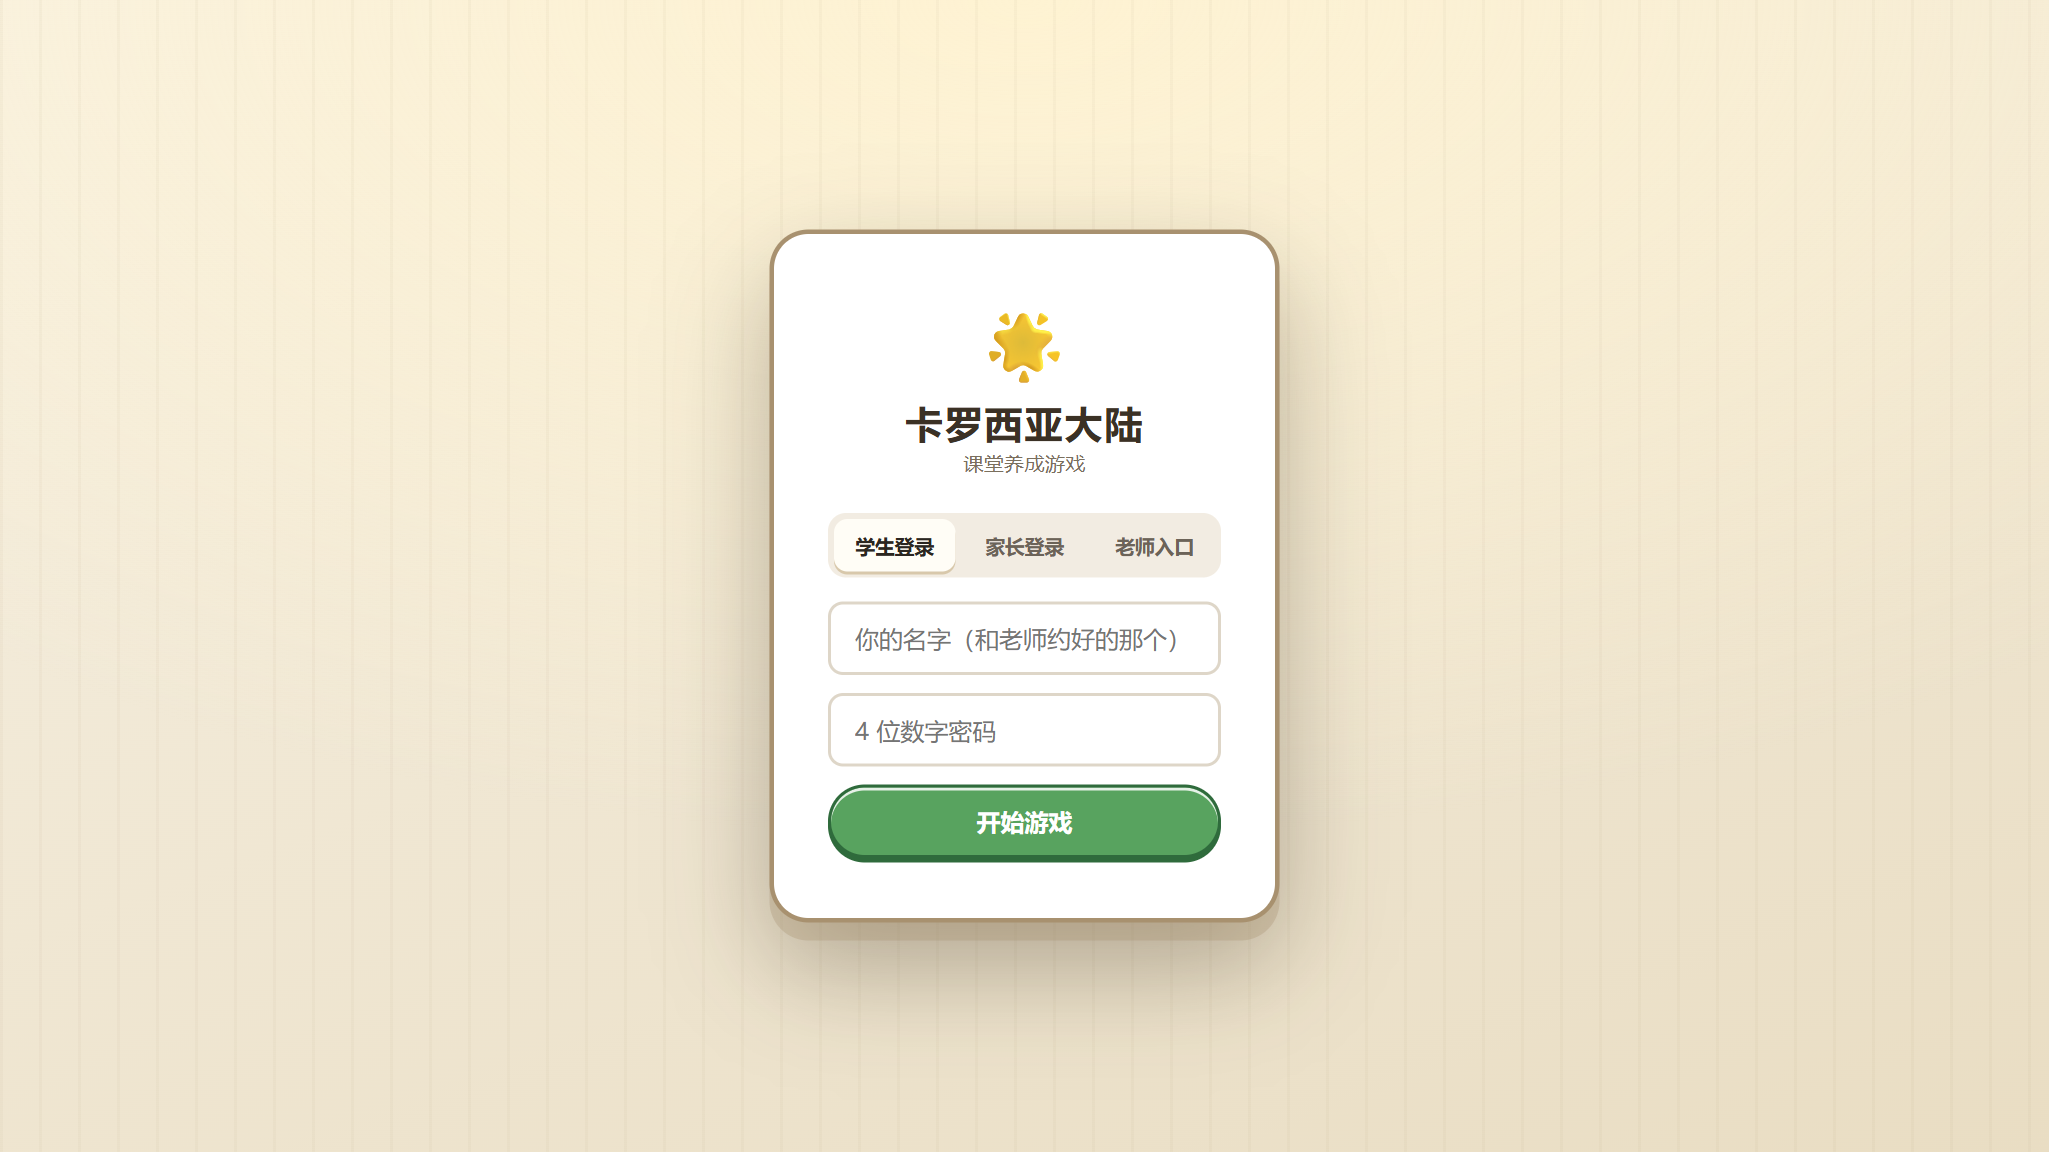 卡罗西亚大陆
课堂养成游戏
学生登录 家长登录 老师入口
你的名字（和老师约好的那个）
4 位数字密码
开始游戏